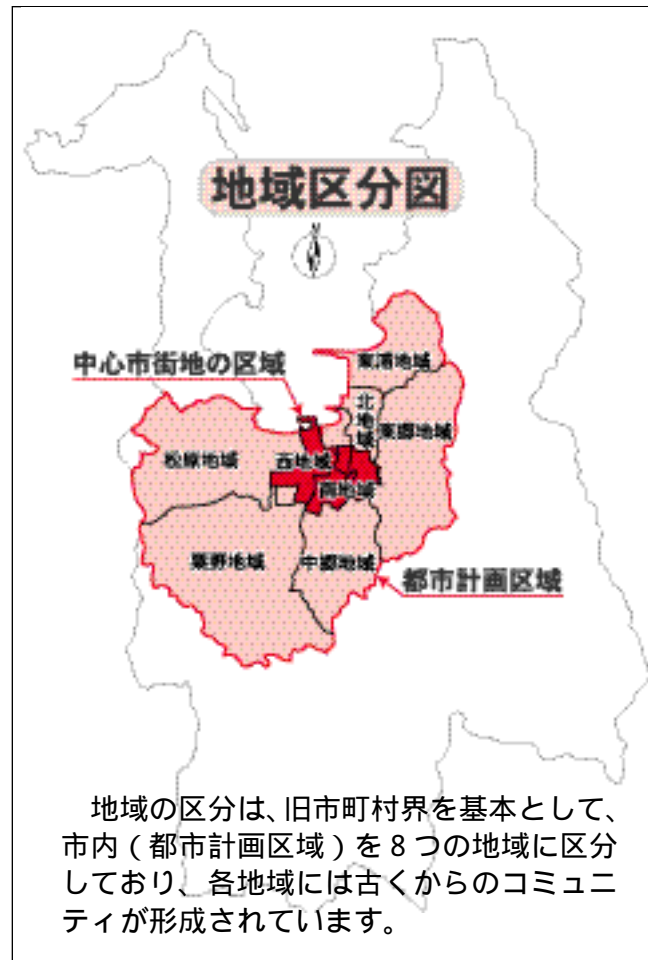 地域区分図
中心市街地の区域
東浦地域
北地域
東郷地域
松原地域
西地域
南地域
粟野地域
中郷地域
都市計画区域
地域の区分は、旧市町村界を基本として、
市内(都市計画区域)を8つの地域に区分
しており、各地域には古くからのコミュニ
ティが形成されています。